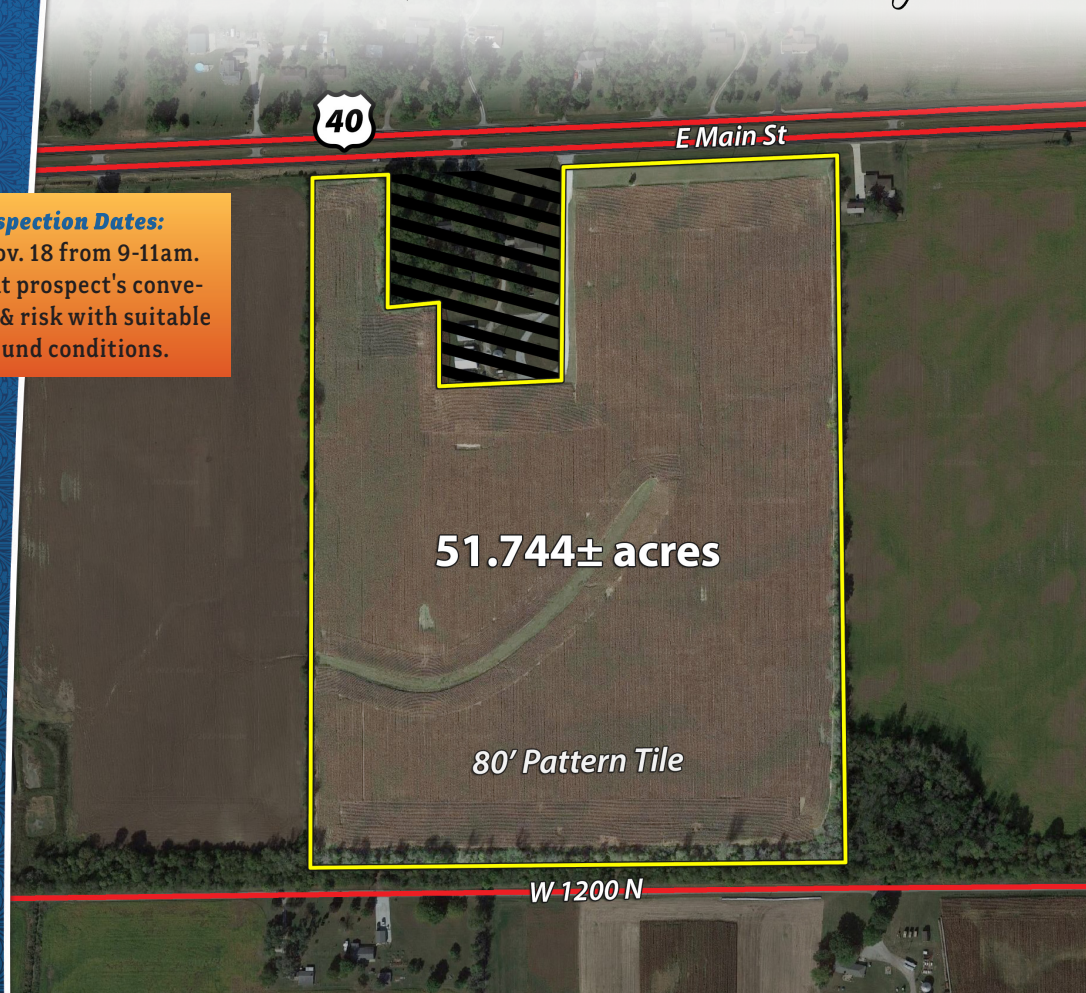 40
E Main St
spection Dates:
ov. 18 from 9-11am.
t prospect's conve-
& risk with suitable
und conditions.
51.744± acres
80' Pattern Tile
W 1200 N